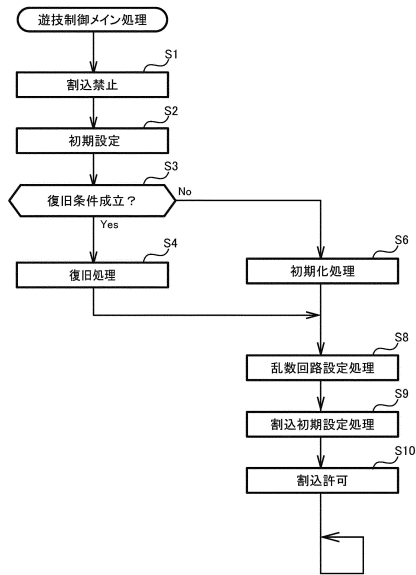 遊技制御メイン処理
S1
割込禁止
S2
初期設定
S3
復旧条件成立？
No
Yes
S4
復旧処理
S6
初期化処理
S8
乱数回路設定処理
S9
割込初期設定処理
S10
割込許可